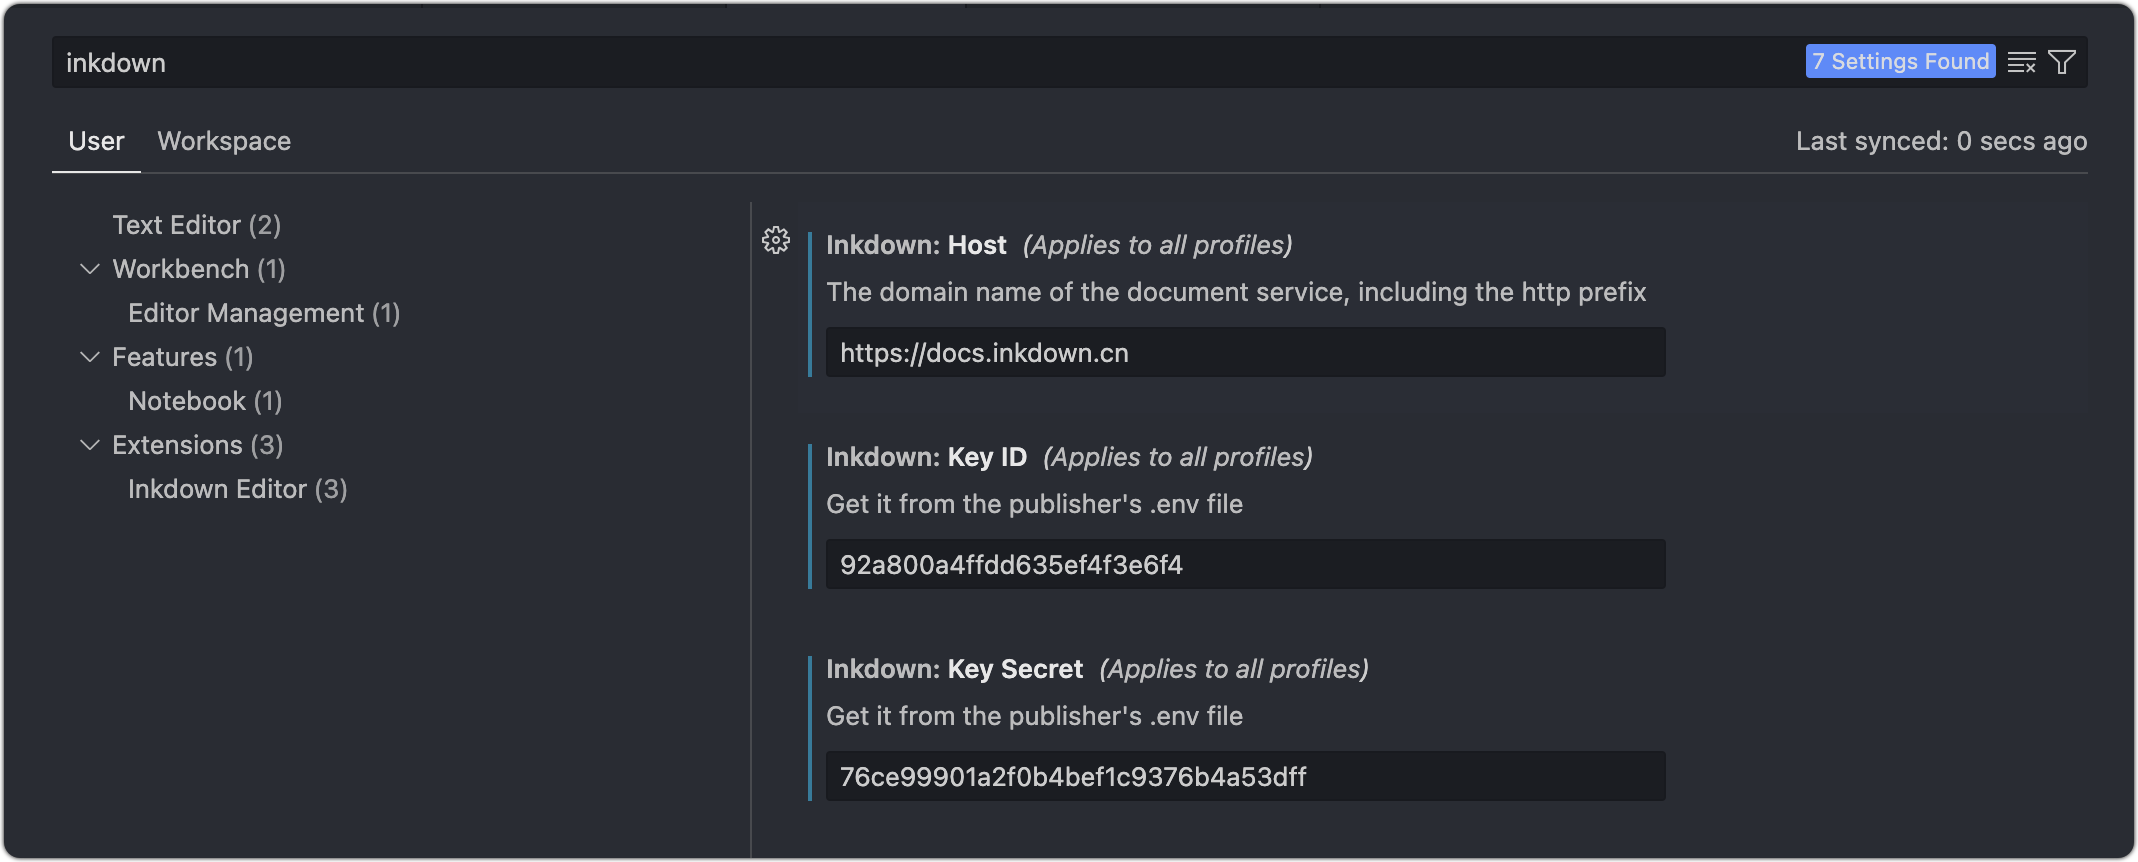 inkdown
7 Settings Found
User
Workspace
Last synced: 0 secs ago
Text Editor (2)
Workbench (1)
Editor Management (1)
Features (1)
Notebook (1)
Extensions (3)
Inkdown Editor (3)
Inkdown: Host (Applies to all profiles)
The domain name of the document service, including the http prefix
https://docs.inkdown.cn
Inkdown: Key ID (Applies to all profiles)
Get it from the publisher's .env file
92a800a4ffdd635ef4f3e6f4
Inkdown: Key Secret (Applies to all profiles)
Get it from the publisher's .env file
76ce99901a2f0b4bef1c9376b4a53dff